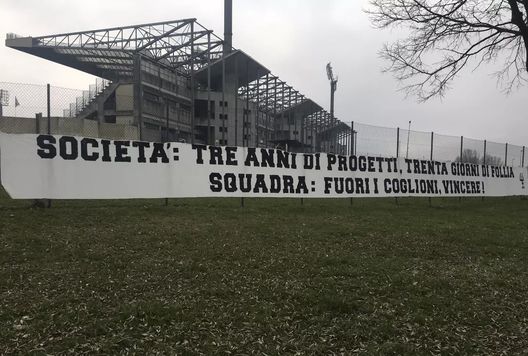 SOCIETA': TRE ANNI DI PROGETTI, TRENTA GIORNI DI FOLLIA
SQUADRA: FUORI I COGLIONI, VINCERE!